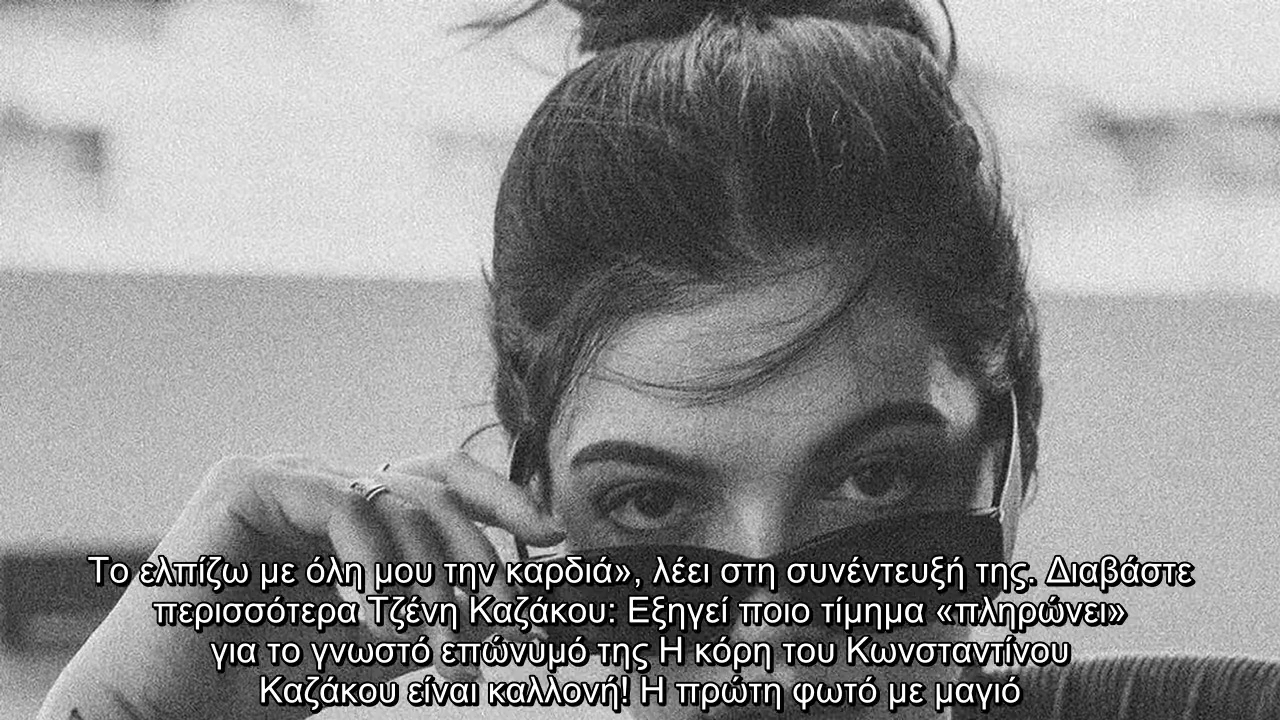 Το ελπίζω με όλη μου την καρδιά», λέει στη συνέντευξή της. Διαβάστε
περισσότερα Τζένη Καζάκου: Εξηγεί ποιο τίμημα «πληρώνει»
για το γνωστό επώνυμό της Η κόρη του Κωνσταντίνου
Καζάκου είναι καλλονή! Η πρώτη φωτό με μαγιό